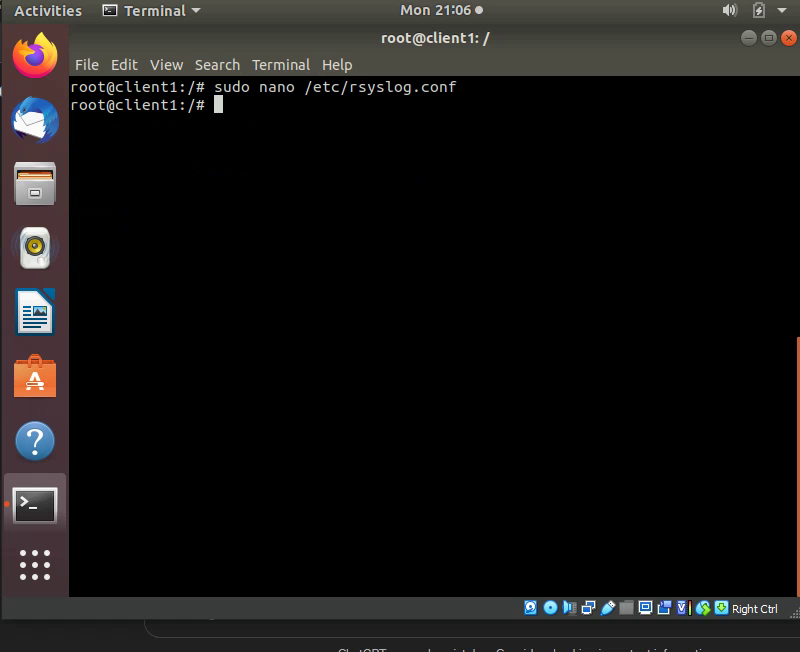 Activities Terminal Mon 21:06
root@client1: /
File Edit View Search Terminal Help
root@client1:/# sudo nano /etc/rsyslog.conf
root@client1:/#
Right Ctrl